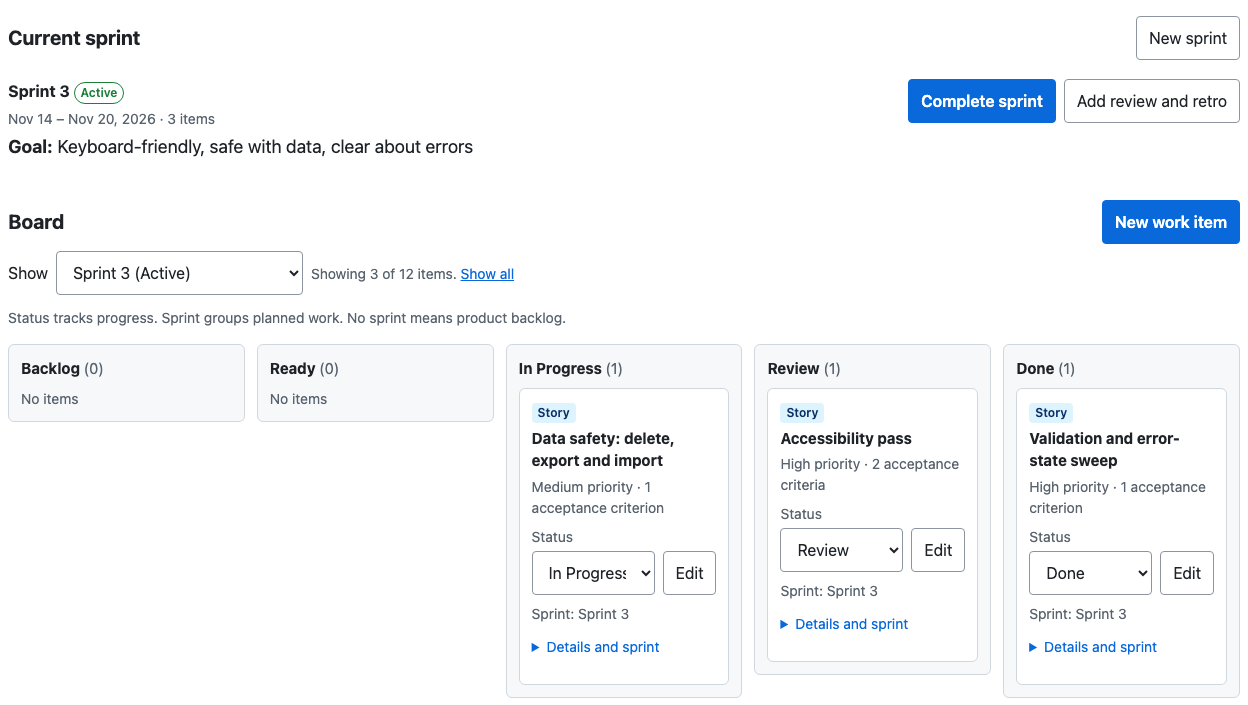 Current sprint
New sprint
Sprint 3 Active
Complete sprint
Add review and retro
Nov 14 – Nov 20, 2026 · 3 items
Goal: Keyboard-friendly, safe with data, clear about errors
Board
New work item
Show
Sprint 3 (Active)
Showing 3 of 12 items. Show all
Status tracks progress. Sprint groups planned work. No sprint means product backlog.
Backlog (0)
No items
Ready (0)
No items
In Progress (1)
Story
Data safety: delete,
export and import
Medium priority · 1
acceptance criterion
Status
In Progress
Edit
Sprint: Sprint 3
Details and sprint
Review (1)
Story
Accessibility pass
High priority · 2 acceptance
criteria
Status
Review
Edit
Sprint: Sprint 3
Details and sprint
Done (1)
Story
Validation and error-
state sweep
High priority · 1 acceptance
criterion
Status
Done
Edit
Sprint: Sprint 3
Details and sprint